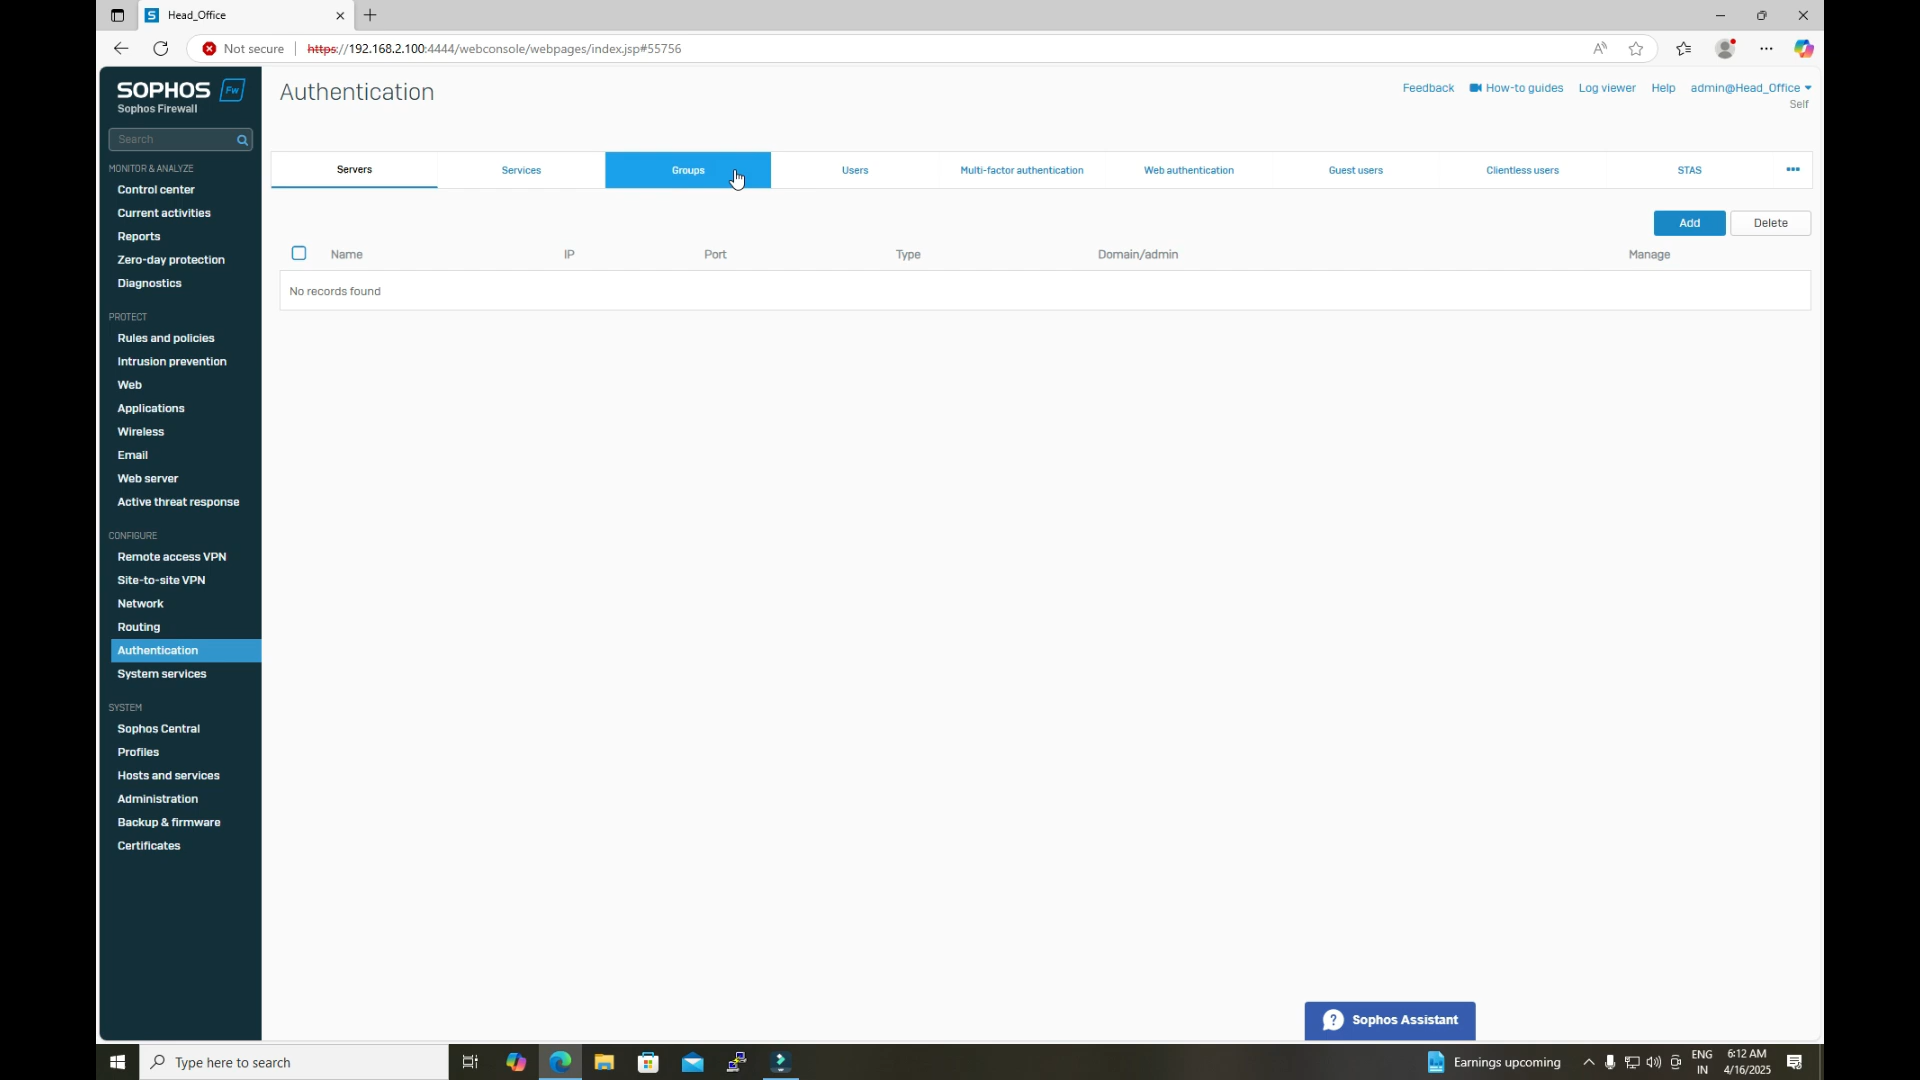 Head_Office
Not secure
https://192.168.2.100:4444/webconsole/webpages/index.jsp#55756
SOPHOS Fw
Sophos Firewall
Search
MONITOR & ANALYZE
Control center
Current activities
Reports
Zero-day protection
Diagnostics
PROTECT
Rules and policies
Intrusion prevention
Web
Applications
Wireless
Email
Web server
Active threat response
CONFIGURE
Remote access VPN
Site-to-site VPN
Network
Routing
Authentication
System services
SYSTEM
Sophos Central
Profiles
Hosts and services
Administration
Backup & firmware
Certificates
Authentication
Feedback How-to guides Log viewer Help admin@Head_Office
Self
Servers Services Groups Users Multi-factor authentication Web authentication Guest users Clientless users STAS
Add Delete
Name IP Port Type Domain/admin Manage
No records found
? Sophos Assistant
Type here to search
Earnings upcoming
ENG
IN
6:12 AM
4/16/2025